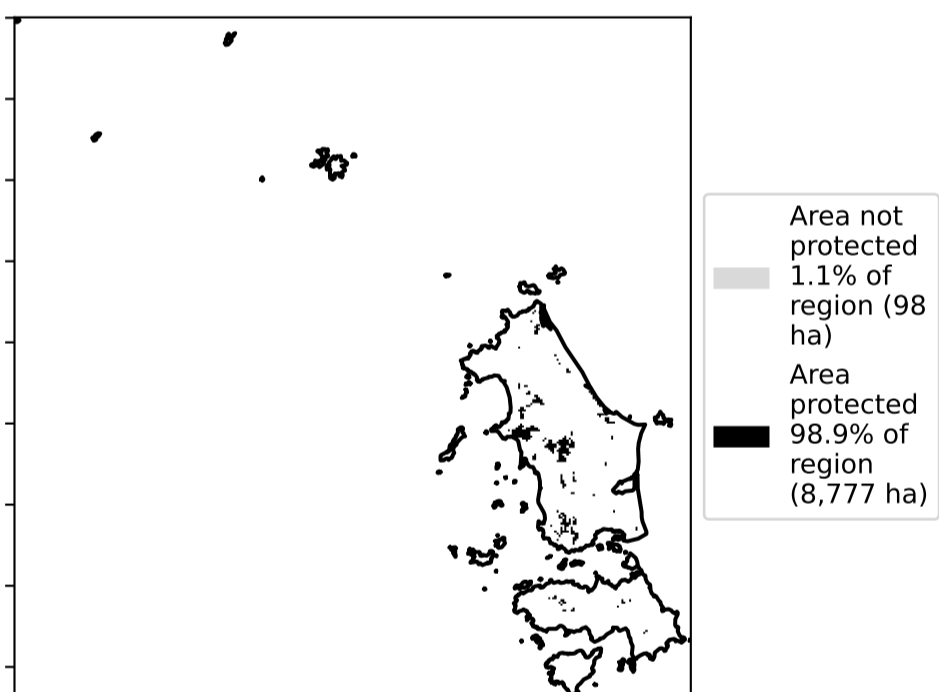 Area not
protected
1.1% of
region (98
ha)
Area
protected
98.9% of
region
(8,777 ha)